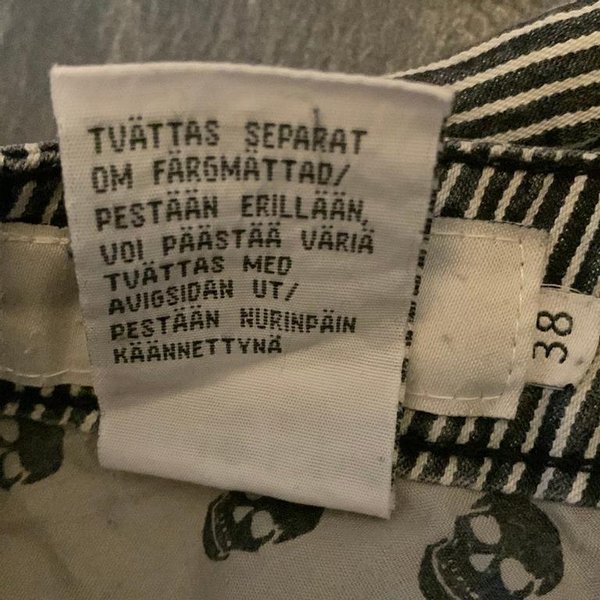 TVÄTTAS SEPARAT
OM FÄRGMÄTTAD/
PESTÄÄN ERILLÄÄN,
VOI PÄÄSTÄÄ VÄRIÄ
TVÄTTAS MED
AVIGSIDAN UT/
PESTÄÄN NURINPÄIN
KÄÄNNETTYNÄ
38